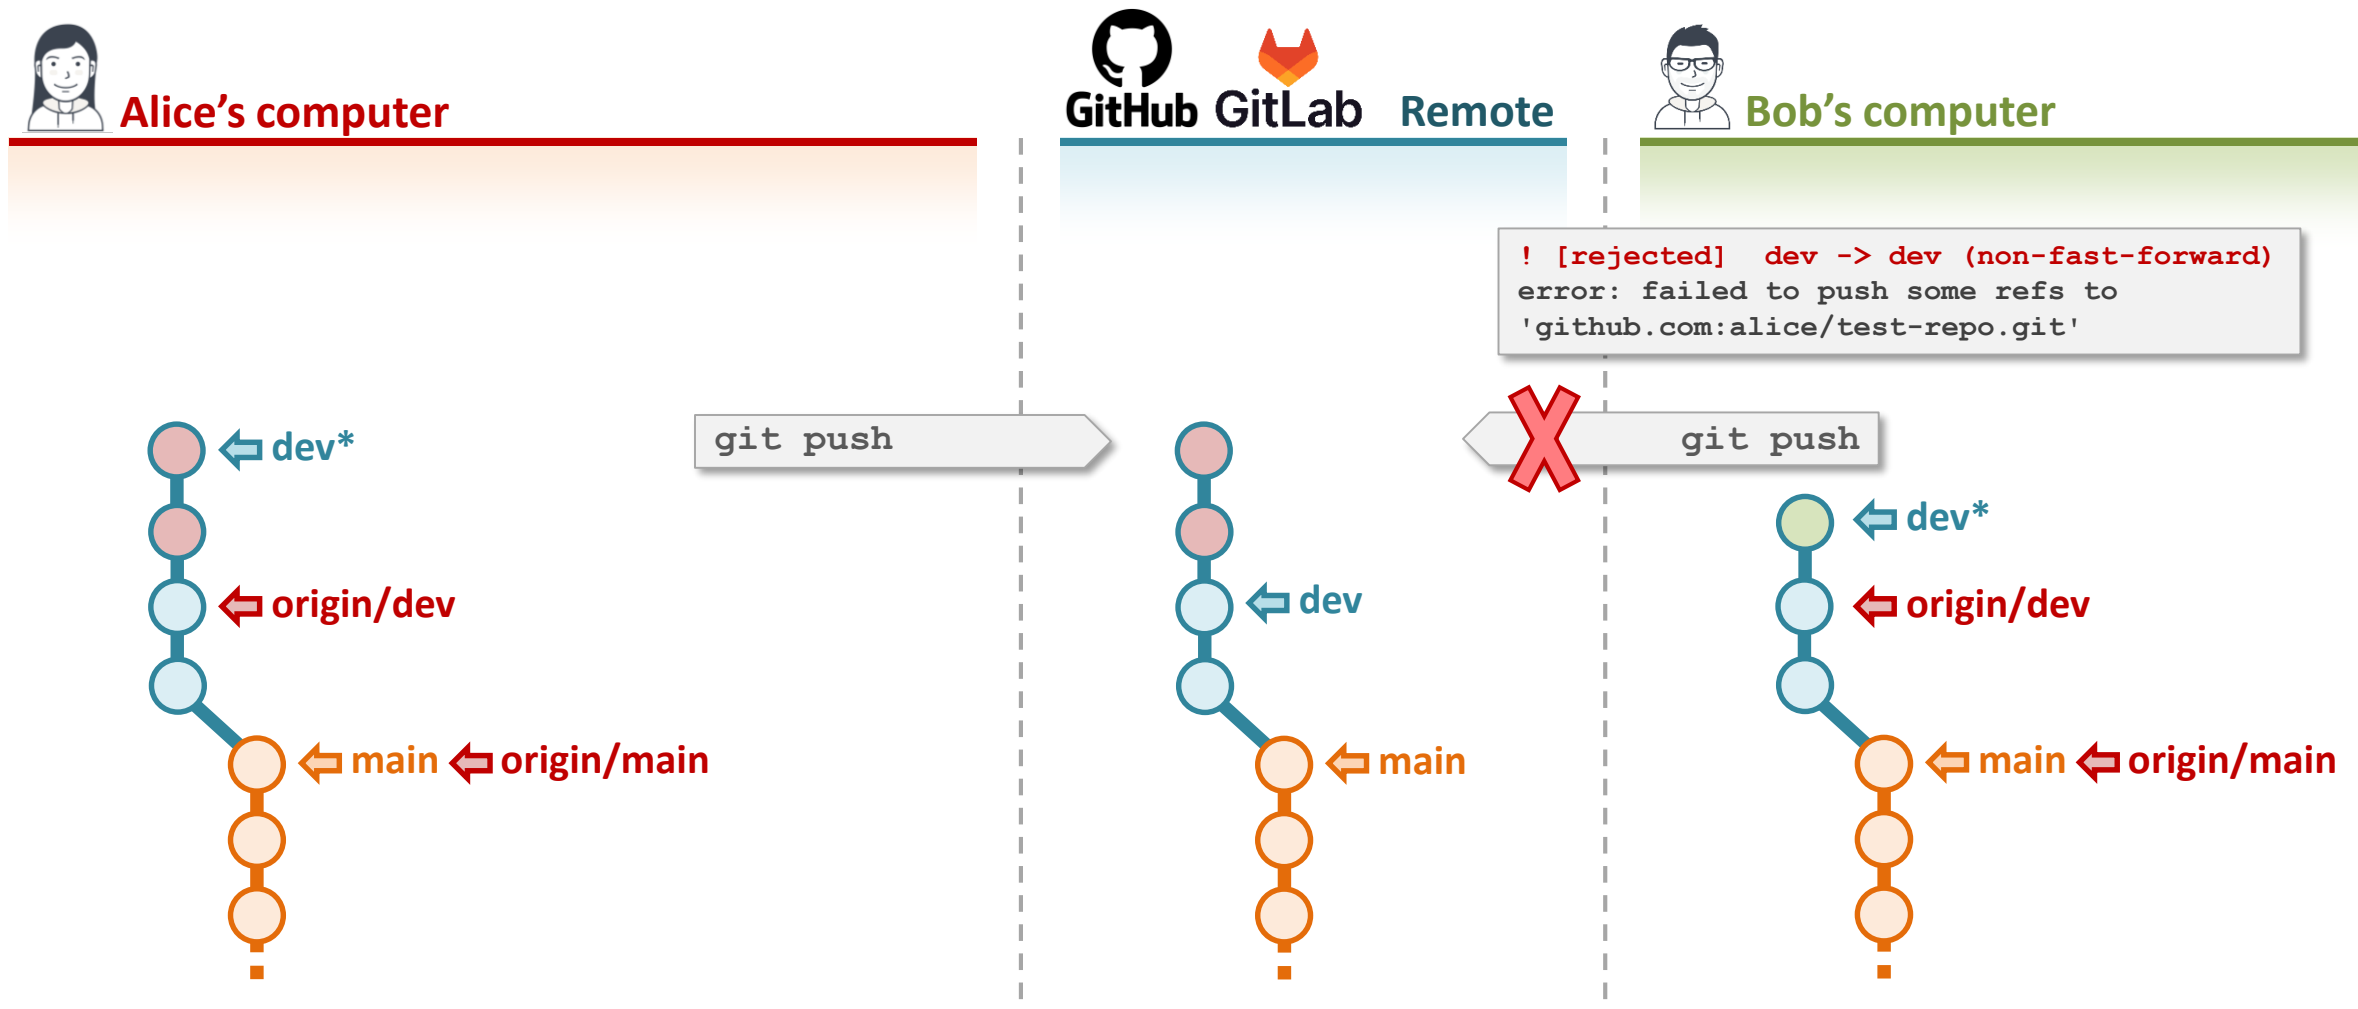 Alice's computer
GitHub GitLab Remote
Bob's computer
! [rejected]  dev -> dev (non-fast-forward)
error: failed to push some refs to
'github.com:alice/test-repo.git'
git push
git push
dev*
origin/dev
main origin/main
dev
main
dev*
origin/dev
main origin/main